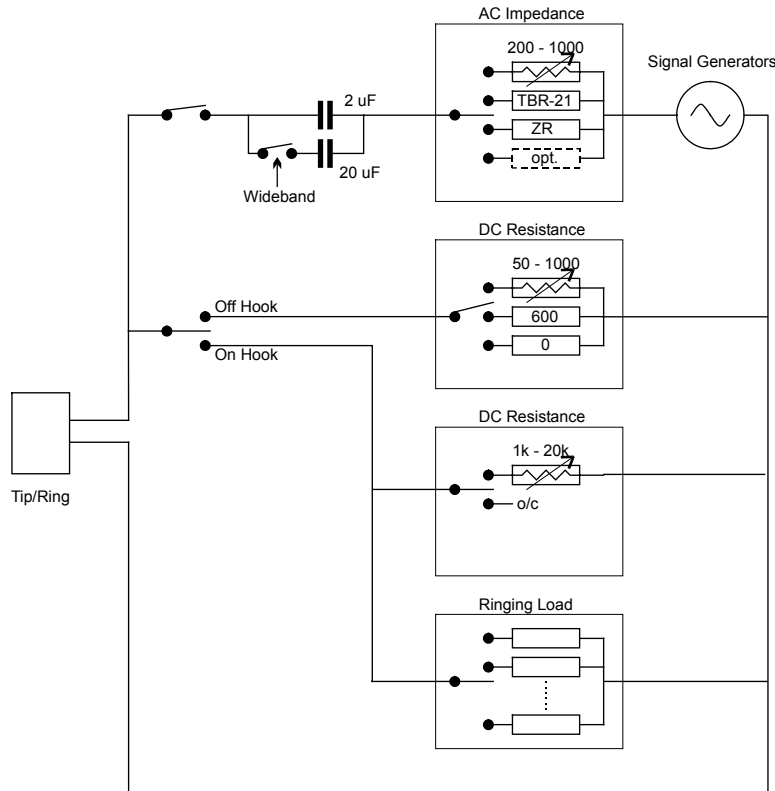 AC Impedance
200 - 1000
Signal Generators
TBR-21
2 uF
ZR
opt.
20 uF
Wideband
DC Resistance
50 - 1000
Off Hook
600
On Hook
0
DC Resistance
1k - 20k
Tip/Ring
o/c
Ringing Load